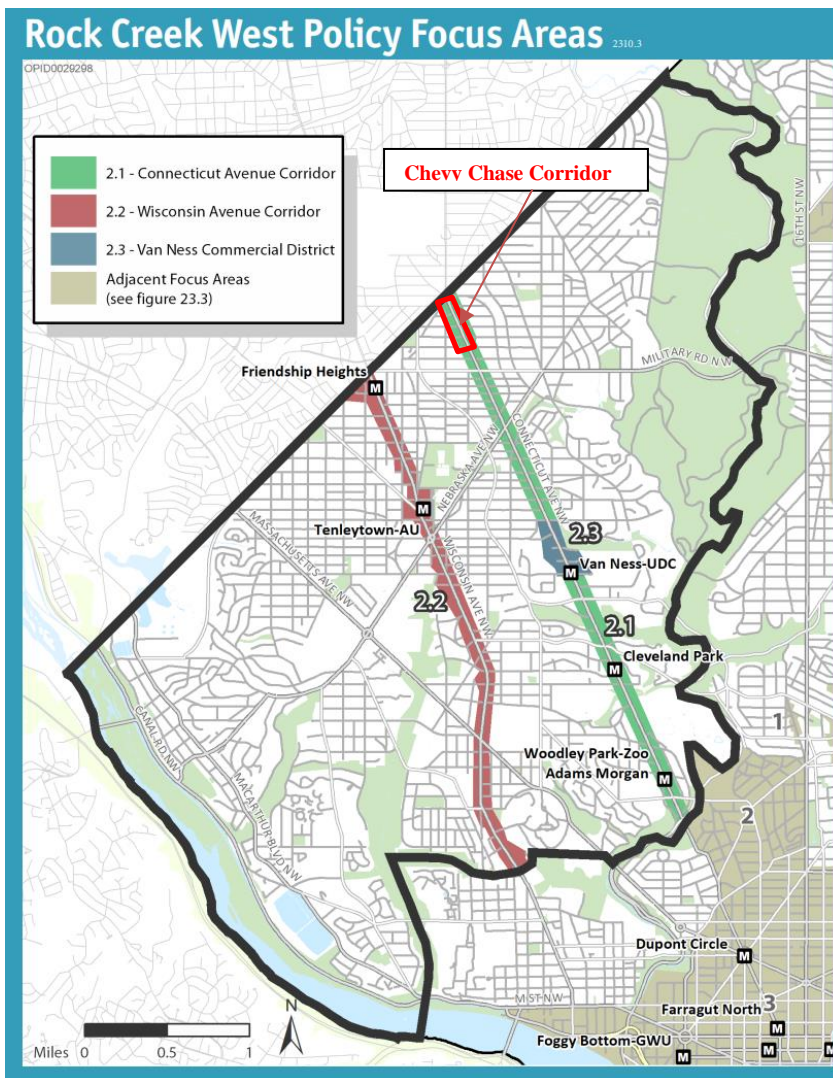 Rock Creek West Policy Focus Areas 2310.3
OPID0029298
2.1 - Connecticut Avenue Corridor
2.2 - Wisconsin Avenue Corridor
2.3 - Van Ness Commercial District
Adjacent Focus Areas
(see figure 23.3)
Chevv Chase Corridor
16TH ST NW
MILITARY RD NW
Friendship Heights
M
CONNECTICUT AVE NW
NEBRASKA AVE NW
M
Tenleytown-AU
MASSACHUSETTS AVE NW
WISCONSIN AVE NW
2.3
Van Ness-UDC
M
2.2
2.1
Cleveland Park
M
CANAL RD NW
MACARTHUR BLVD NW
1
Woodley Park-Zoo
Adams Morgan
M
2
Dupont Circle
M
M ST NW
3
Farragut North
M
Foggy Bottom-GWU
M
M
M
N
Miles 0 0.5 1